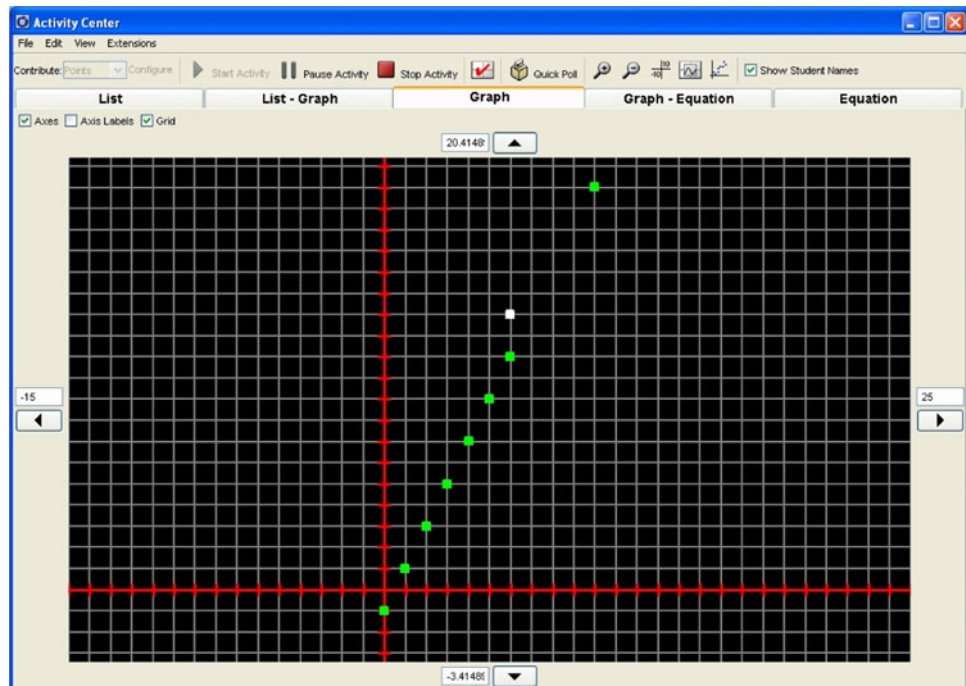 Activity Center
File Edit View Extensions
Contribute: Points Configure Start Activity Pause Activity Stop Activity Quick Poll Show Student Names
List List - Graph Graph Graph - Equation Equation
Axes Axis Labels Grid
20.4148
-15
25
-3.4148